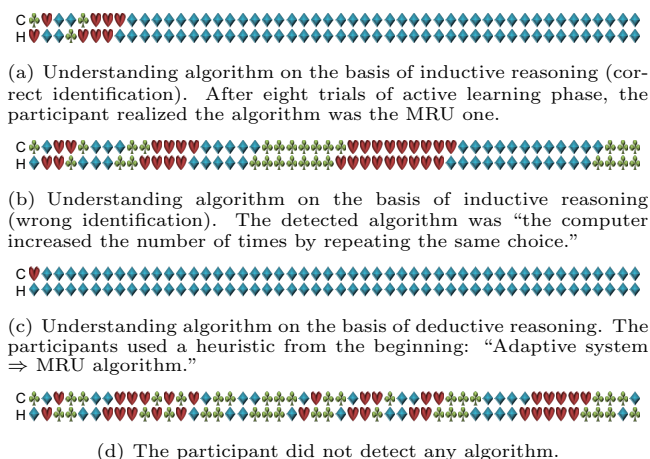 C
H
(a) Understanding algorithm on the basis of inductive reasoning (cor-
rect identification). After eight trials of active learning phase, the
participant realized the algorithm was the MRU one.
C
H
(b) Understanding algorithm on the basis of inductive reasoning
(wrong identification). The detected algorithm was “the computer
increased the number of times by repeating the same choice.”
C
H
(c) Understanding algorithm on the basis of deductive reasoning. The
participants used a heuristic from the beginning: “Adaptive system
⇒ MRU algorithm.”
C
H
(d) The participant did not detect any algorithm.